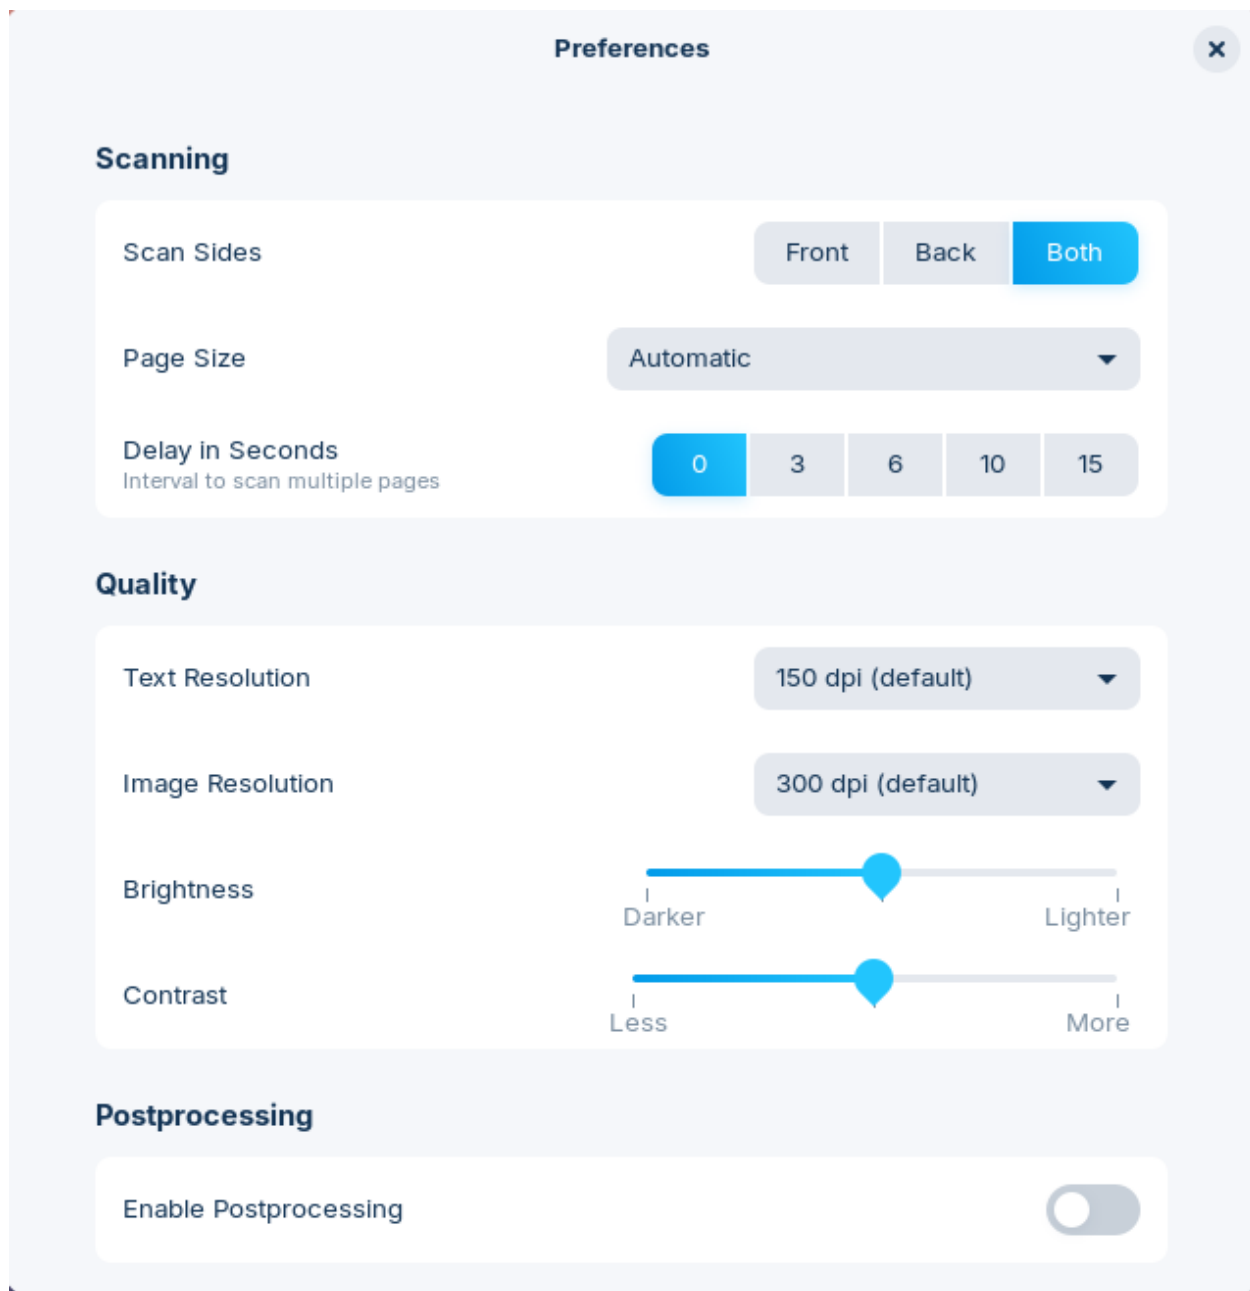 Preferences
Scanning
Scan Sides
Front
Back
Both
Page Size
Automatic
Delay in Seconds
Interval to scan multiple pages
0
3
6
10
15
Quality
Text Resolution
150 dpi (default)
Image Resolution
300 dpi (default)
Brightness
Darker
Lighter
Contrast
Less
More
Postprocessing
Enable Postprocessing